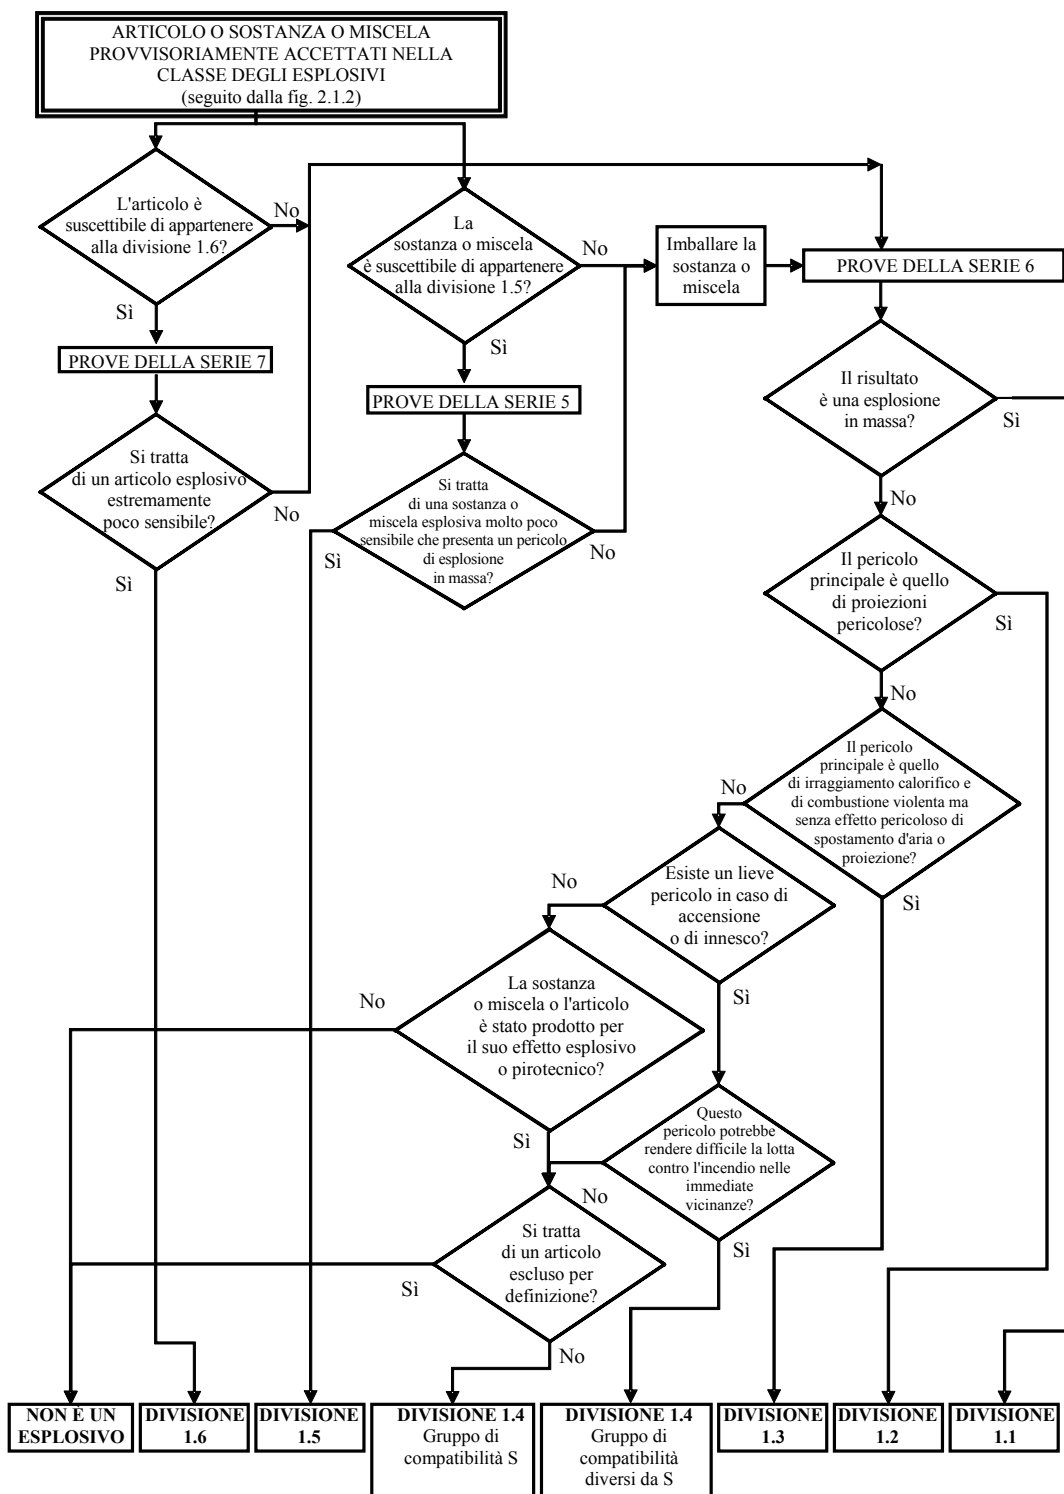 ARTICOLO O SOSTANZA O MISCELA
PROVVISORIAMENTE ACCETTATI NELLA
CLASSE DEGLI ESPLOSIVI
(seguito dalla fig. 2.1.2)
L'articolo è
suscettibile di appartenere
alla divisione 1.6?
No
Sì
PROVE DELLA SERIE 7
Si tratta
di un articolo esplosivo
estremamente
poco sensibile?
No
Sì
La
sostanza o miscela
è suscettibile di appartenere
alla divisione 1.5?
No
Sì
PROVE DELLA SERIE 5
Si tratta
di una sostanza o
miscela esplosiva molto poco
sensibile che presenta un pericolo
di esplosione
in massa?
Sì
No
Imballare la
sostanza o
miscela
PROVE DELLA SERIE 6
Il risultato
è una esplosione
in massa?
Sì
No
Il pericolo
principale è quello
di proiezioni
pericolose?
Sì
No
Il pericolo
principale è quello
di irraggiamento calorifico e
di combustione violenta ma
senza effetto pericoloso di
spostamento d'aria o
proiezione?
No
Sì
Esiste un lieve
pericolo in caso di
accensione
o di innesco?
No
Sì
La sostanza
o miscela o l'articolo
è stato prodotto per
il suo effetto esplosivo
o pirotecnico?
No
Sì
Questo
pericolo potrebbe
rendere difficile la lotta
contro l'incendio nelle
immediate
vicinanze?
No
Sì
Si tratta
di un articolo
escluso per
definizione?
Sì
No
NON È UN
ESPLOSIVO
DIVISIONE
1.6
DIVISIONE
1.5
DIVISIONE 1.4
Gruppo di
compatibilità S
DIVISIONE 1.4
Gruppo di
compatibilità
diversi da S
DIVISIONE
1.3
DIVISIONE
1.2
DIVISIONE
1.1